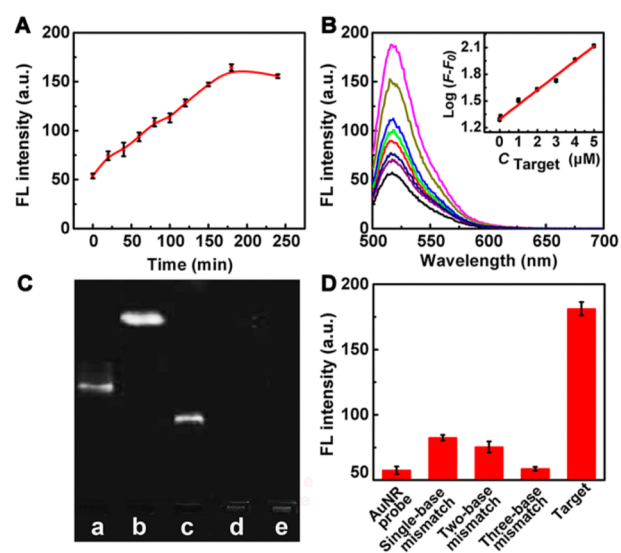 A
FL intensity (a.u.)
200
150
100
50
0
0 50 100 150 200 250
Time (min)
B
FL intensity (a.u.)
200
150
100
50
0
500 550 600 650 700
Wavelength (nm)
Log (F-F0)
2.1
1.8
1.5
1.2
0 1 2 3 4 5
C Target (µM)
C
a b c d e
D
FL intensity (a.u.)
200
150
100
50
AuNR probe
Single-base mismatch
Two-base mismatch
Three-base mismatch
Target